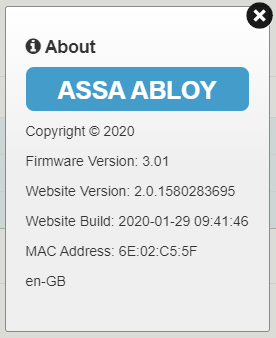 About
ASSA ABLOY
Copyright © 2020
Firmware Version: 3.01
Website Version: 2.0.1580283695
Website Build: 2020-01-29 09:41:46
MAC Address: 6E:02:C5:5F
en-GB